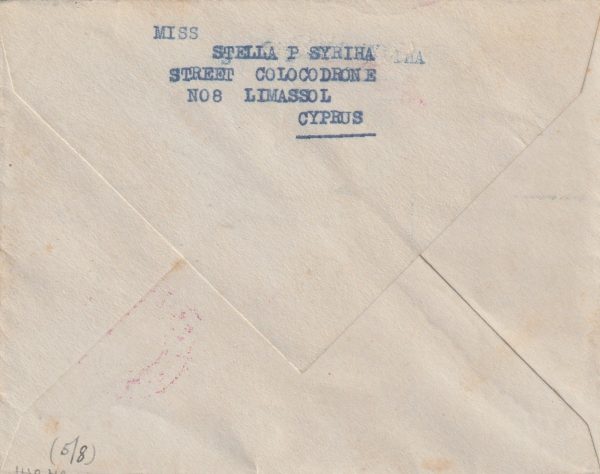 MISS
STELLA P SYRIHA
STREET COLOCODRONE
NO8 LIMASSOL
CYPRUS
(5/8)